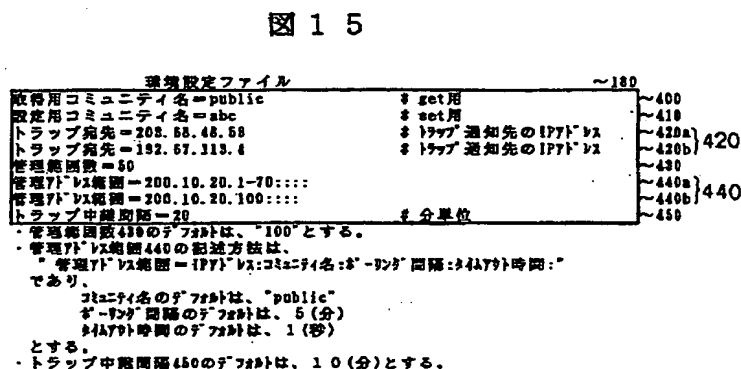 図15
環境設定ファイル ～180
取得用コミュニティ名=public # get用 ～400
設定用コミュニティ名=abc # set用 ～410
トラップ宛先=208.58.48.58 # トラップ通知先のIPアドレス ～420a
トラップ宛先=192.57.113.4 # トラップ通知先のIPアドレス ～420b
420
管理範囲数=50 ～430
管理アドレス範囲=200.10.20.1-70:::: ～440a
管理アドレス範囲=200.10.20.100:::: ～440b
440
トラップ中継間隔=20 # 分単位 ～450
・管理範囲数430のデフォルトは、"100"とする。
・管理アドレス範囲440の記述方法は、
"管理アドレス範囲=IPアドレス:コミュニティ名:ポーリング間隔:タイムアウト時間:"
であり、
コミュニティ名のデフォルトは、"public"
ポーリング間隔のデフォルトは、5(分)
タイムアウト時間のデフォルトは、1(秒)
とする。
・トラップ中継間隔450のデフォルトは、10(分)とする。